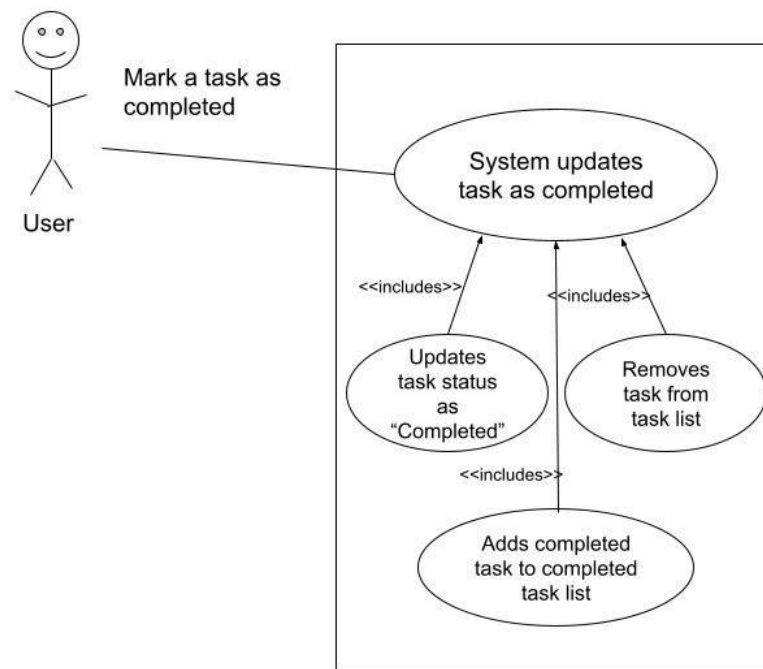 Mark a task as
completed
User
System updates
task as completed
<<includes>>
<<includes>>
Updates
task status
as
“Completed”
Removes
task from
task list
<<includes>>
Adds completed
task to completed
task list